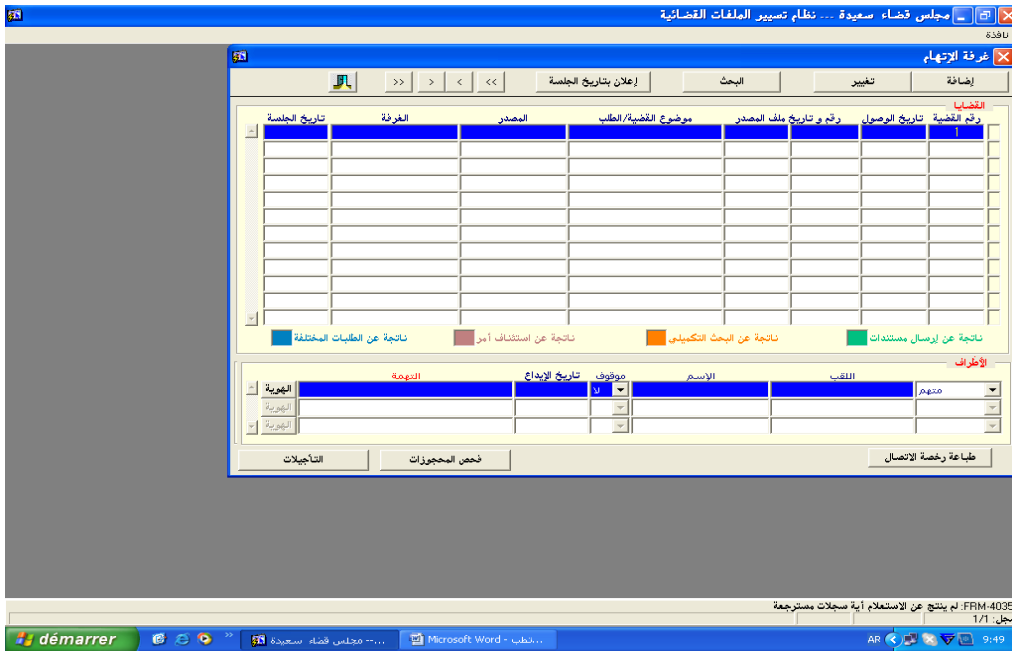 مجلس قضاء سعيدة ... نظام تسيير الملفات القضائية
نافذة
غرفة الإتهام
إضافة تغيير البحث إعلان بتاريخ الجلسة >> > < <<
القضايا
رقم القضية تاريخ الوصول رقم و تاريخ ملف المصدر موضوع القضية/الطلب المصدر الغرفة تاريخ الجلسة
1
ناتجة عن إرسال مستندات ناتجة عن البحث التكميلي ناتجة عن استئناف أمر ناتجة عن الطلبات المختلفة
الأطراف
اللقب الإسم موقوف تاريخ الإيداع التهمة
متهم لا الهوية
الهوية
الهوية
طباعة رخصة الاتصال فحص المحجوزات التأجيلات
FRM-4035: لم ينتج عن الاستعلام أية سجلات مسترجعة
سجل: 1/1
démarrer » مجلس قضاء سعيدة --... Microsoft Word - تطب... AR 9:49